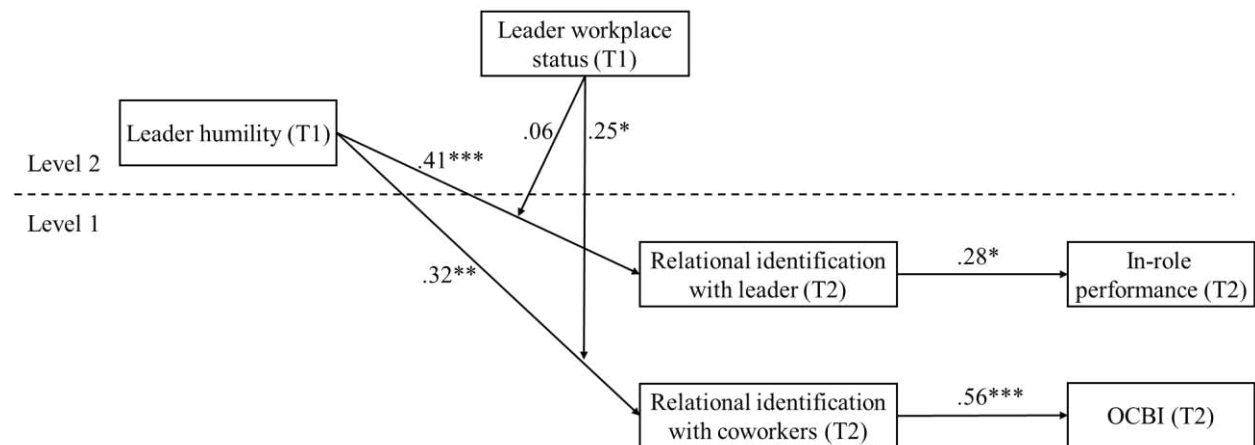 Leader workplace
status (T1)
Leader humility (T1)
.06
.25*
.41***
Level 2
Level 1
.32**
Relational identification
with leader (T2)
.28*
In-role
performance (T2)
Relational identification
with coworkers (T2)
.56***
OCBI (T2)